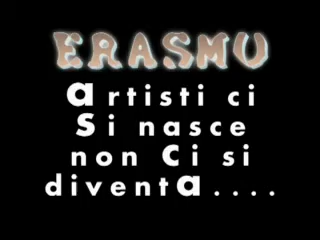 ERASMU
artisti ci
Si nasce
non Ci si
diventa....